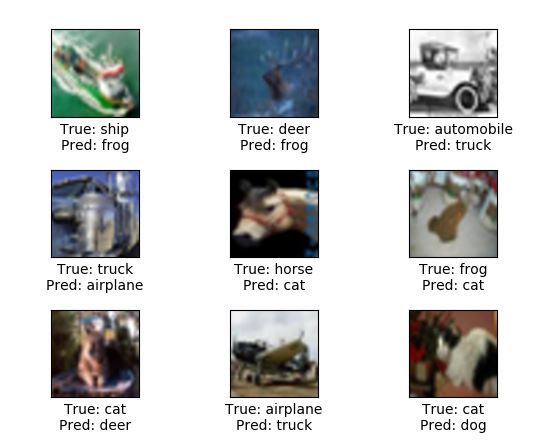 True: ship
Pred: frog
True: deer
Pred: frog
True: automobile
Pred: truck
True: truck
Pred: airplane
True: horse
Pred: cat
True: frog
Pred: cat
True: cat
Pred: deer
True: airplane
Pred: truck
True: cat
Pred: dog